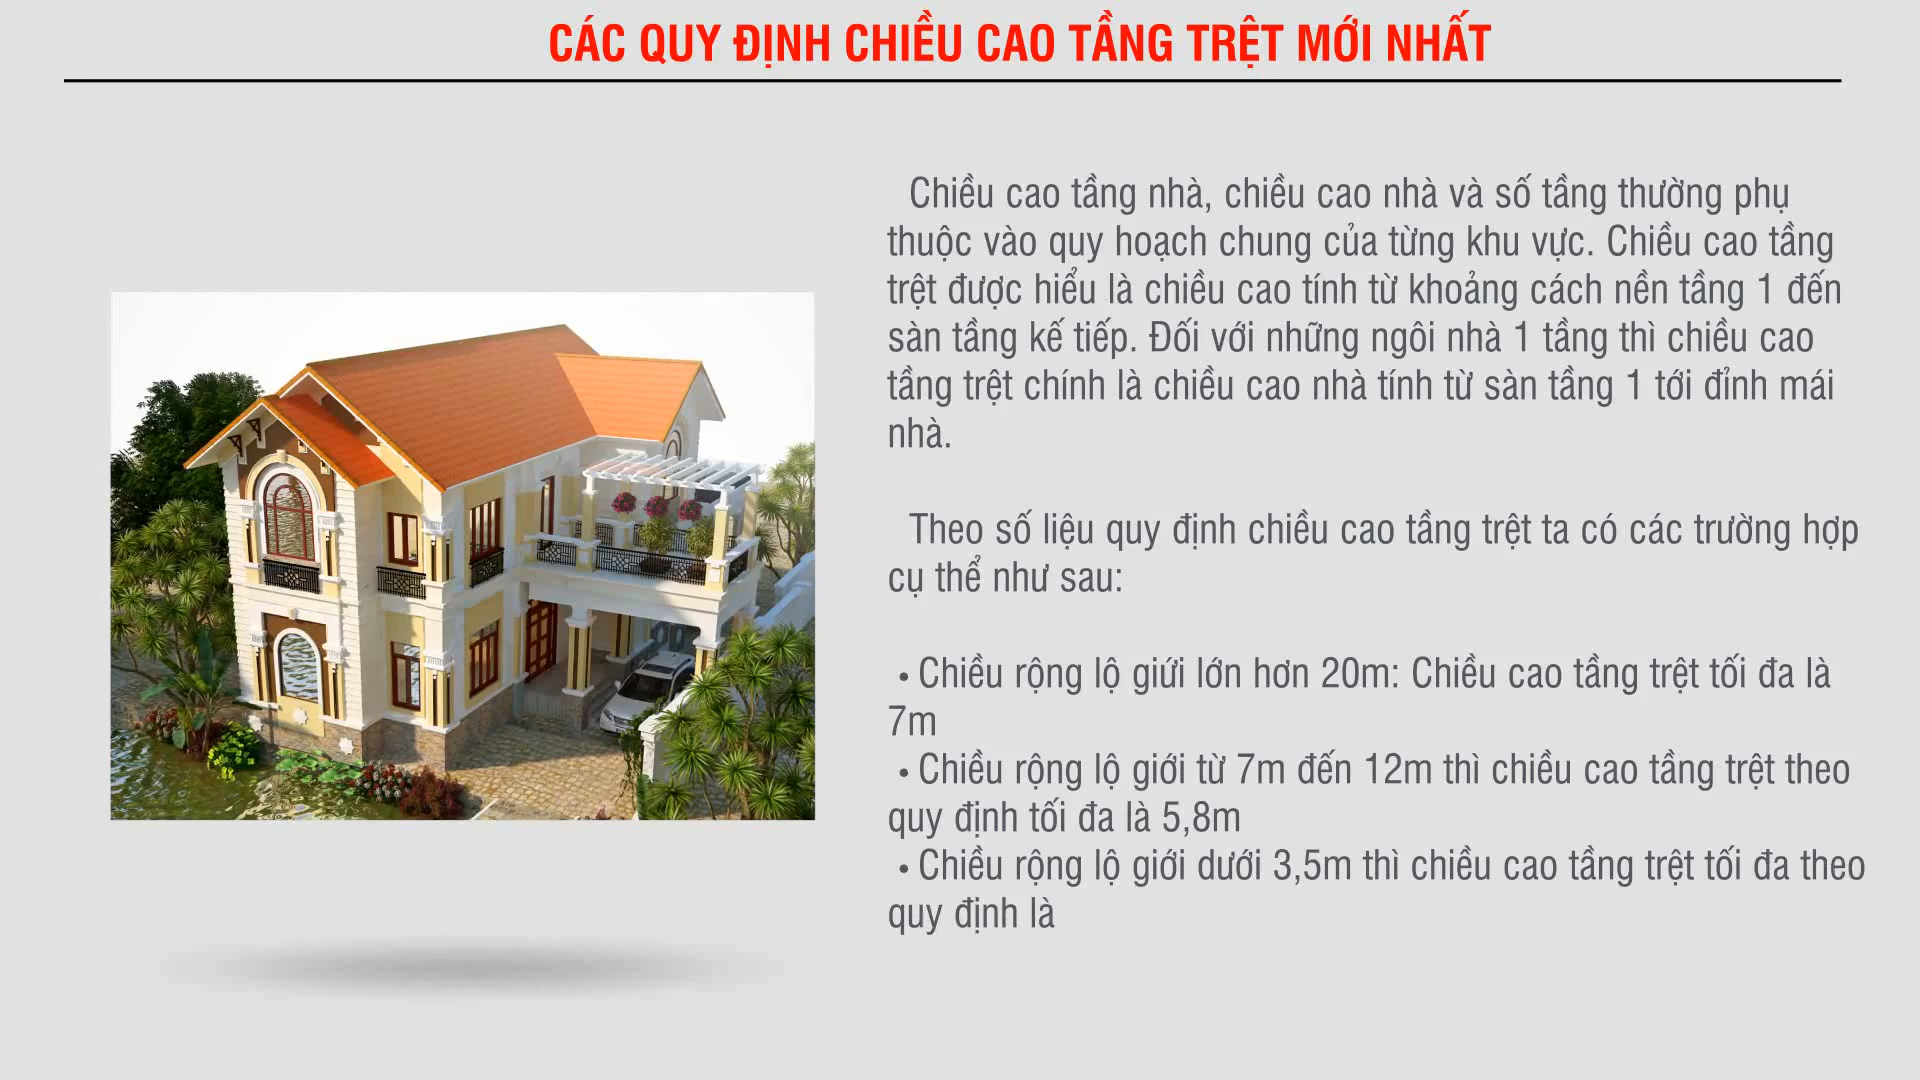 CÁC QUY ĐỊNH CHIỀU CAO TẦNG TRỆT MỚI NHẤT
Chiều cao tầng nhà, chiều cao nhà và số tầng thường phụ
thuộc vào quy hoạch chung của từng khu vực. Chiều cao tầng
trệt được hiểu là chiều cao tính từ khoảng cách nền tầng 1 đến
sàn tầng kế tiếp. Đối với những ngôi nhà 1 tầng thì chiều cao
tầng trệt chính là chiều cao nhà tính từ sàn tầng 1 tới đỉnh mái
nhà.
Theo số liệu quy định chiều cao tầng trệt ta có các trường hợp
cụ thể như sau:
• Chiều rộng lộ giứi lớn hơn 20m: Chiều cao tầng trệt tối đa là
7m
• Chiều rộng lộ giới từ 7m đến 12m thì chiều cao tầng trệt theo
quy định tối đa là 5,8m
• Chiều rộng lộ giới dưới 3,5m thì chiều cao tầng trệt tối đa theo
quy định là